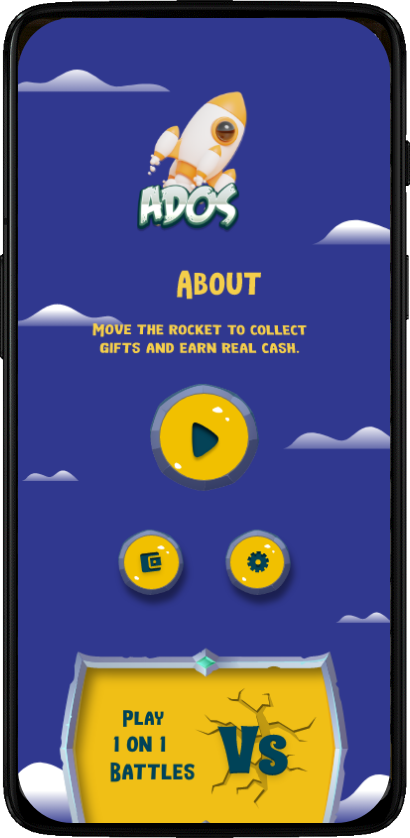 ADOS
ABOUT
MOVE THE ROCKET TO COLLECT
GIFTS AND EARN REAL CASH.
PLAY
1 ON 1
BATTLES
VS